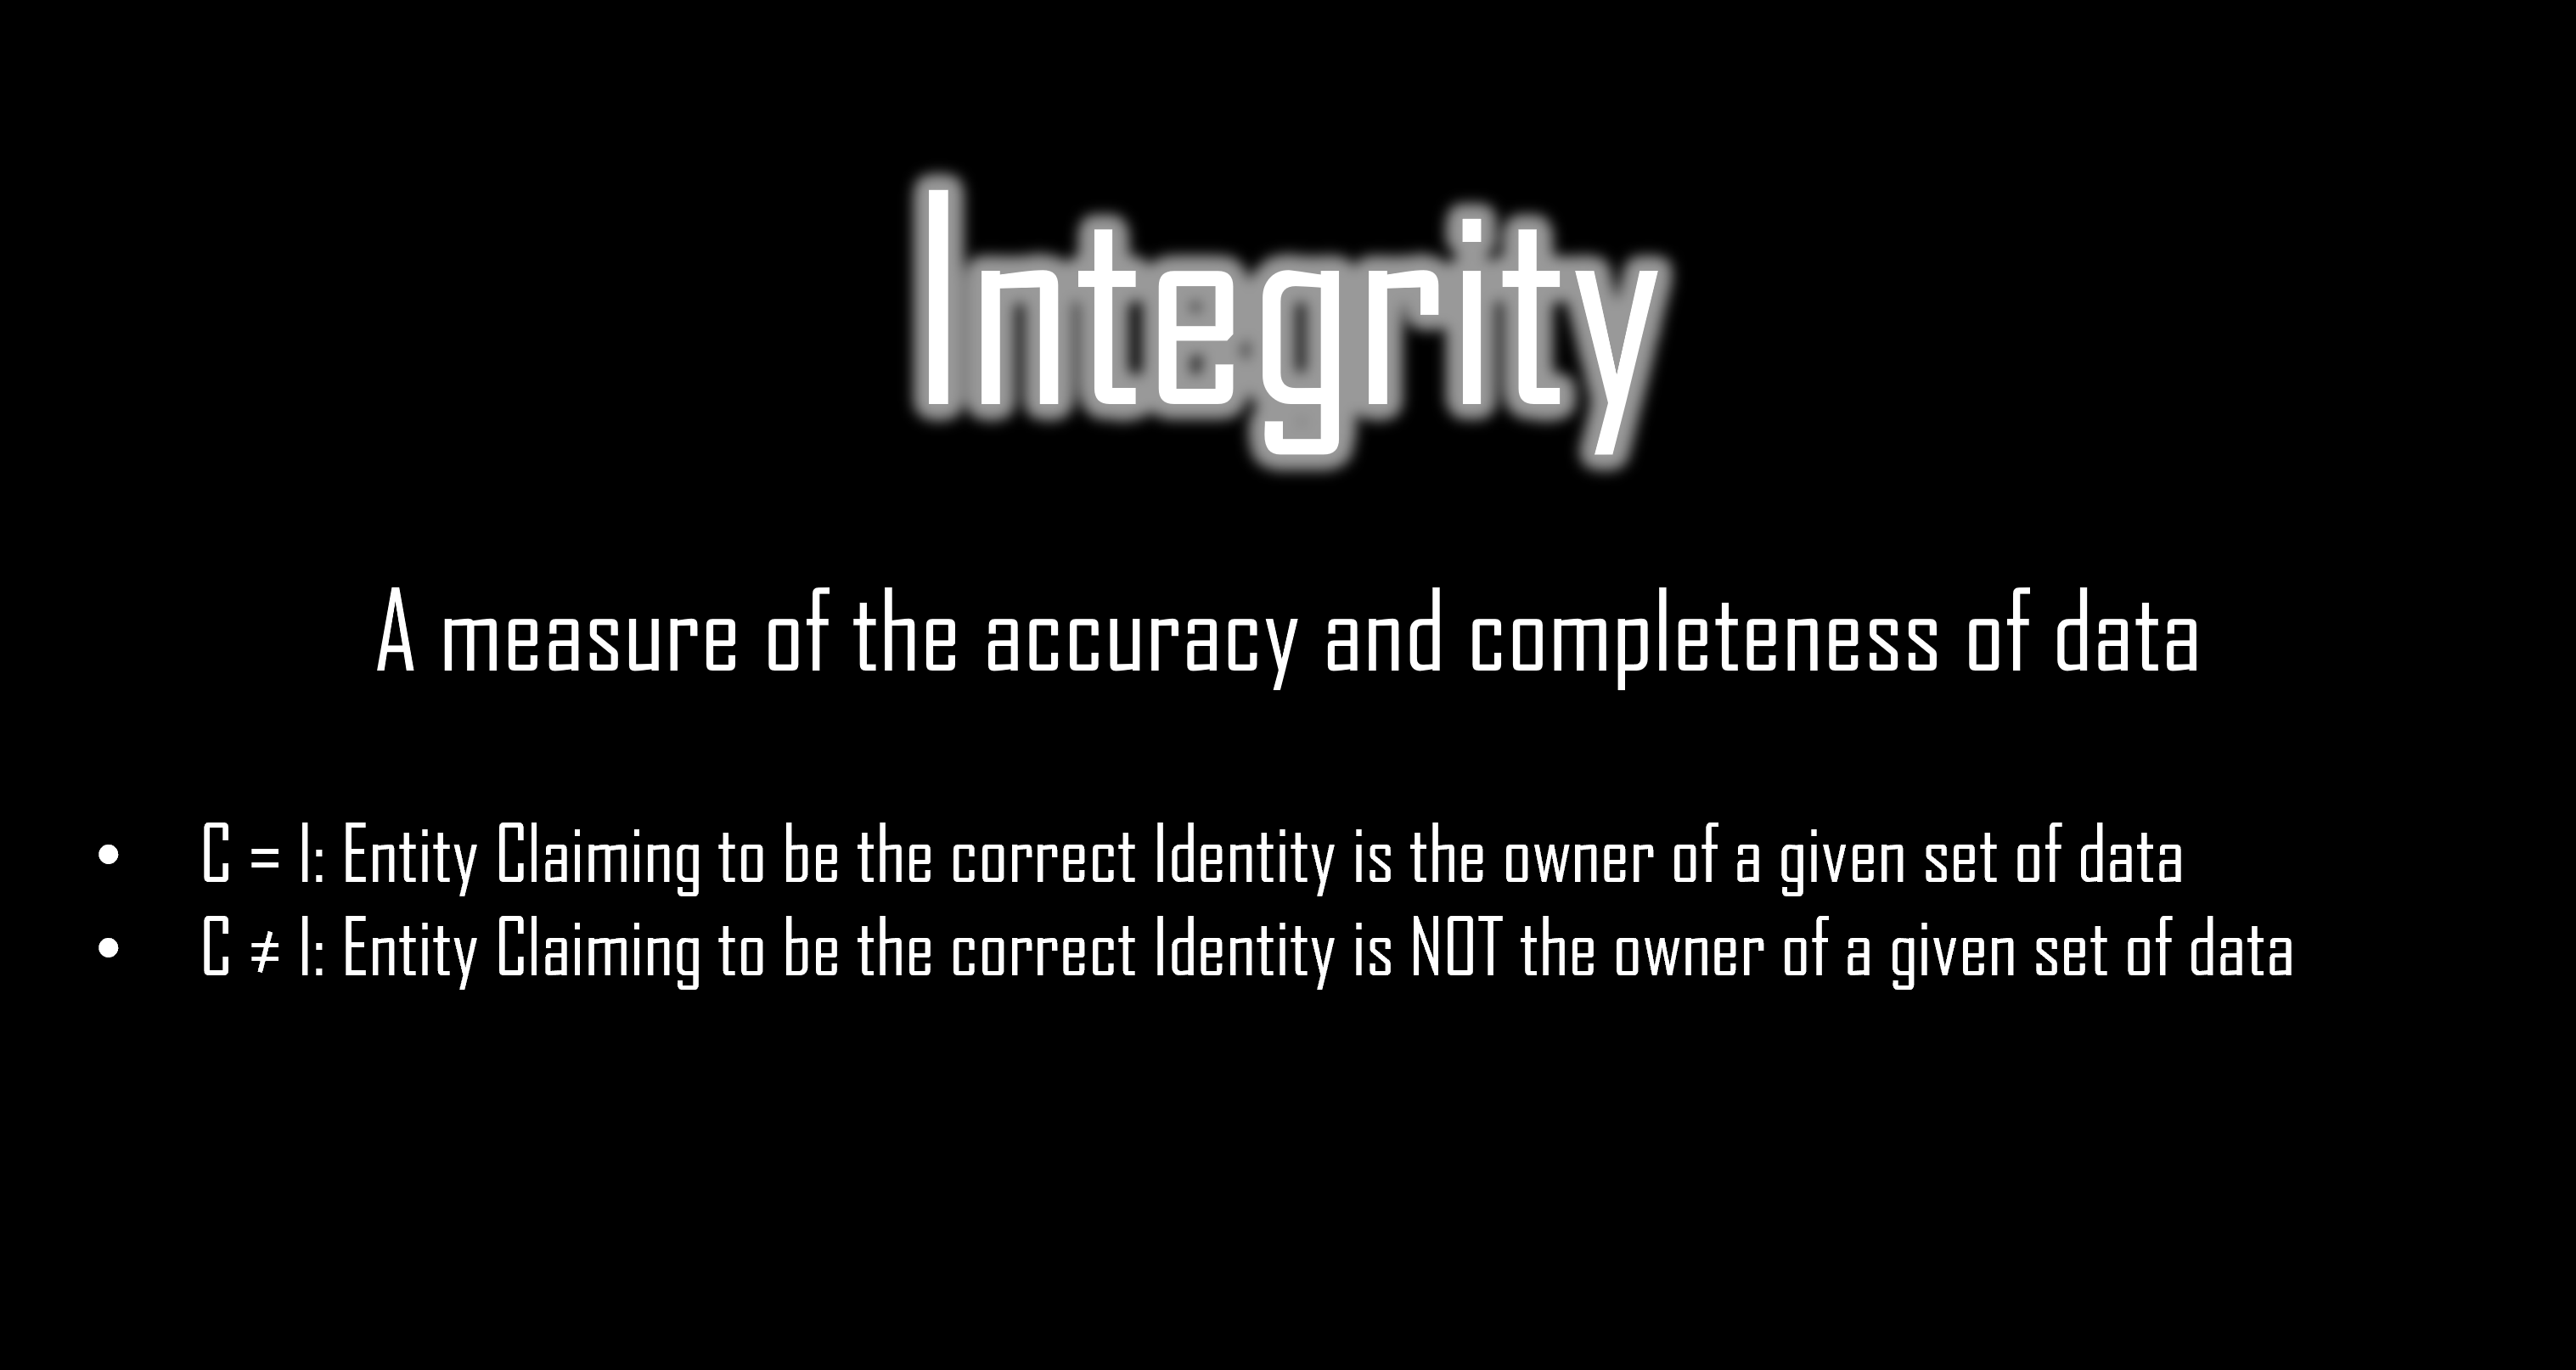 Integrity
A measure of the accuracy and completeness of data
• C = I: Entity Claiming to be the correct Identity is the owner of a given set of data
• C ≠ I: Entity Claiming to be the correct Identity is NOT the owner of a given set of data